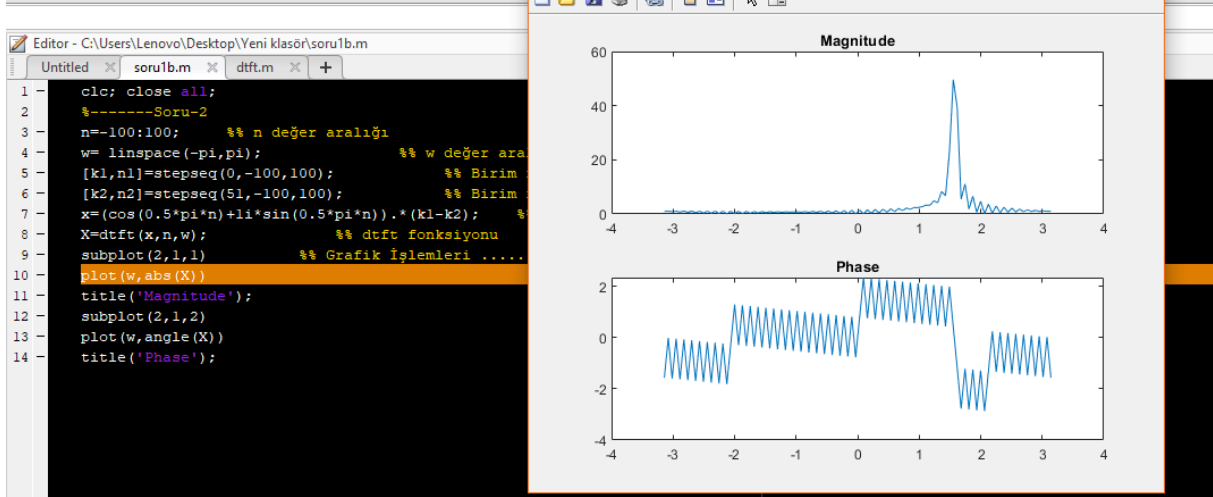 Editor - C:\Users\Lenovo\Desktop\Yeni klasör\soru1b.m
Untitled × soru1b.m × dtft.m × +
1 - clc; close all;
2 %-------Soru-2
3 - n=-100:100; %% n değer aralığı
4 - w= linspace(-pi,pi); %% w değer
5 - [k1,n1]=stepseq(0,-100,100); %% Birim
6 - [k2,n2]=stepseq(51,-100,100); %% Birim
7 - x=(cos(0.5*pi*n)+1i*sin(0.5*pi*n)).*(k1-k2);
8 - X=dtft(x,n,w); %% dtft fonksiyonu
9 - subplot(2,1,1) %% Grafik İşlemleri .....
10 - plot(w,abs(X))
11 - title('Magnitude');
12 - subplot(2,1,2)
13 - plot(w,angle(X))
14 - title('Phase');
Magnitude
60
40
20
0
-4 -3 -2 -1 0 1 2 3 4
Phase
2
0
-2
-4
-4 -3 -2 -1 0 1 2 3 4